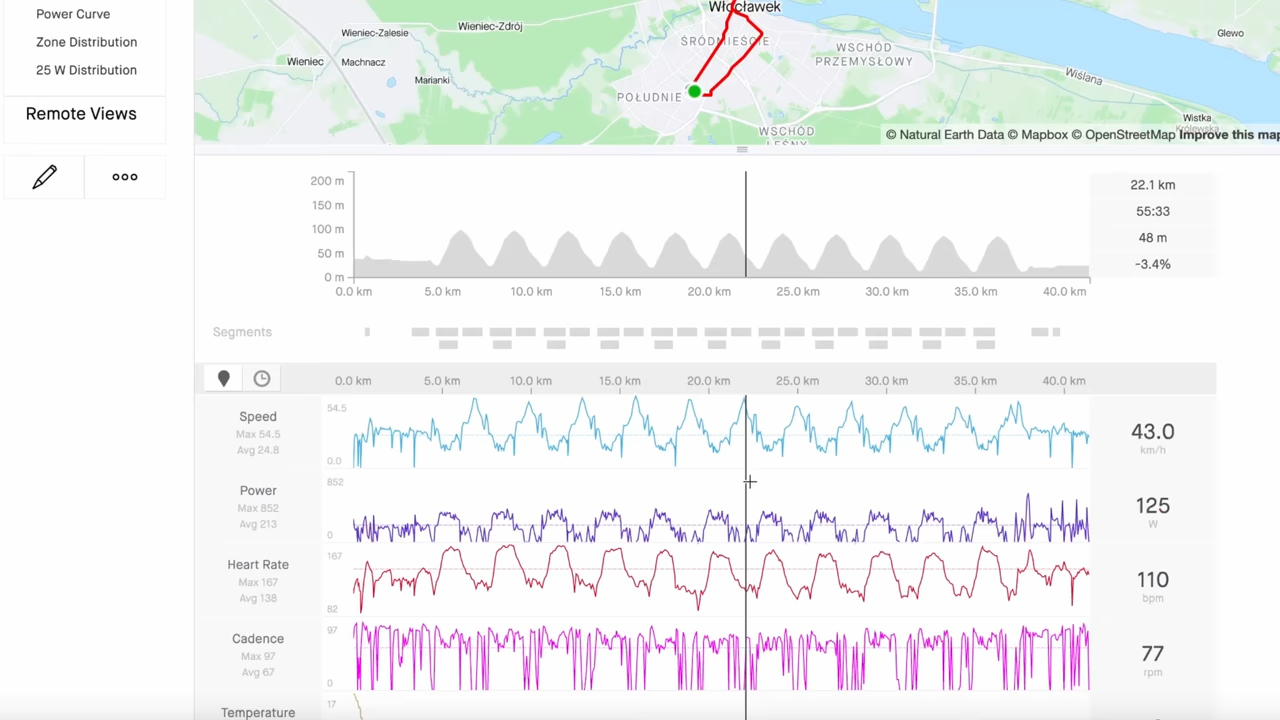 Power Curve
Zone Distribution
25 W Distribution
Remote Views
Włocławek
Wieniec-Zalesie
Wieniec-Zdrój
ŚRÓDMIEŚCIE
Glewo
WSCHÓD
PRZEMYSŁOWY
Wieniec
Machnacz
Marianki
Wiślana
POŁUDNIE
Wistka
Królewska
WSCHÓD
LEŚNY
© Natural Earth Data © Mapbox © OpenStreetMap Improve this map
200 m
150 m
100 m
50 m
0 m
22.1 km
55:33
48 m
-3.4%
0.0 km 5.0 km 10.0 km 15.0 km 20.0 km 25.0 km 30.0 km 35.0 km 40.0 km
Segments
0.0 km 5.0 km 10.0 km 15.0 km 20.0 km 25.0 km 30.0 km 35.0 km 40.0 km
Speed
Max 54.5
Avg 24.8
54.5
0.0
43.0
km/h
Power
Max 852
Avg 213
852
0
125
W
Heart Rate
Max 167
Avg 138
167
82
110
bpm
Cadence
Max 97
Avg 67
97
0
77
rpm
Temperature
17